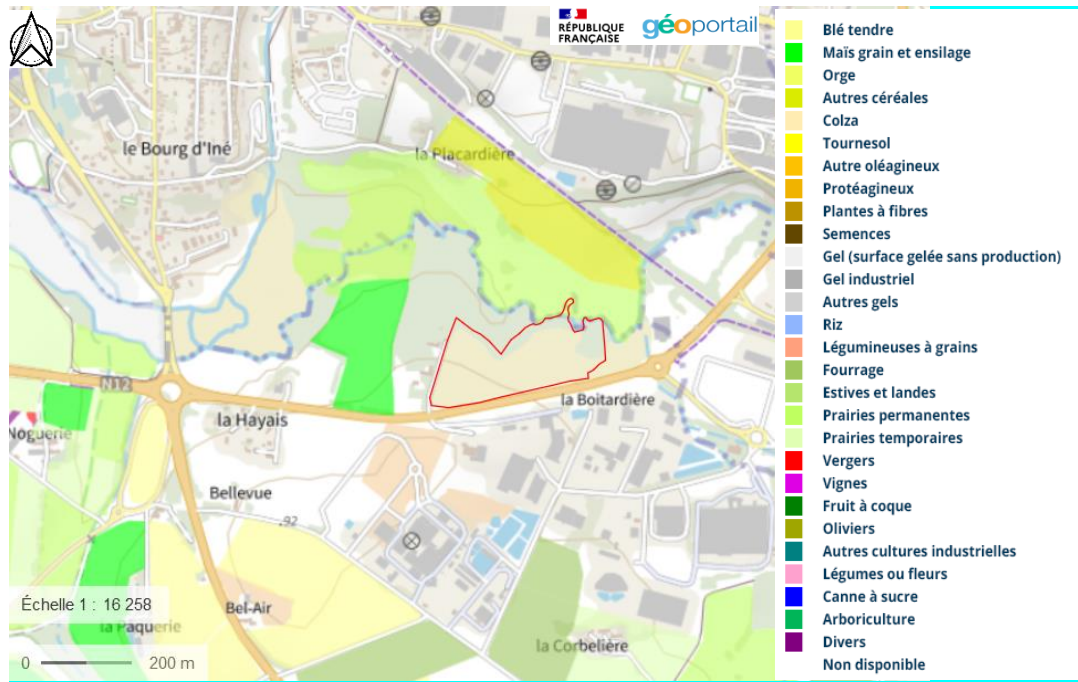 RÉPUBLIQUE
FRANÇAISE
géoportail
le Bourg d'Iné
la Placardière
N12
la Boitardière
la Hayais
Noguerie
Bellevue
92
Échelle 1 : 16 258
Bel-Air
la Paquerie
la Corbelière
0 200 m
Blé tendre
Maïs grain et ensilage
Orge
Autres céréales
Colza
Tournesol
Autre oléagineux
Protéagineux
Plantes à fibres
Semences
Gel (surface gelée sans production)
Gel industriel
Autres gels
Riz
Légumineuses à grains
Fourrage
Estives et landes
Prairies permanentes
Prairies temporaires
Vergers
Vignes
Fruit à coque
Oliviers
Autres cultures industrielles
Légumes ou fleurs
Canne à sucre
Arboriculture
Divers
Non disponible